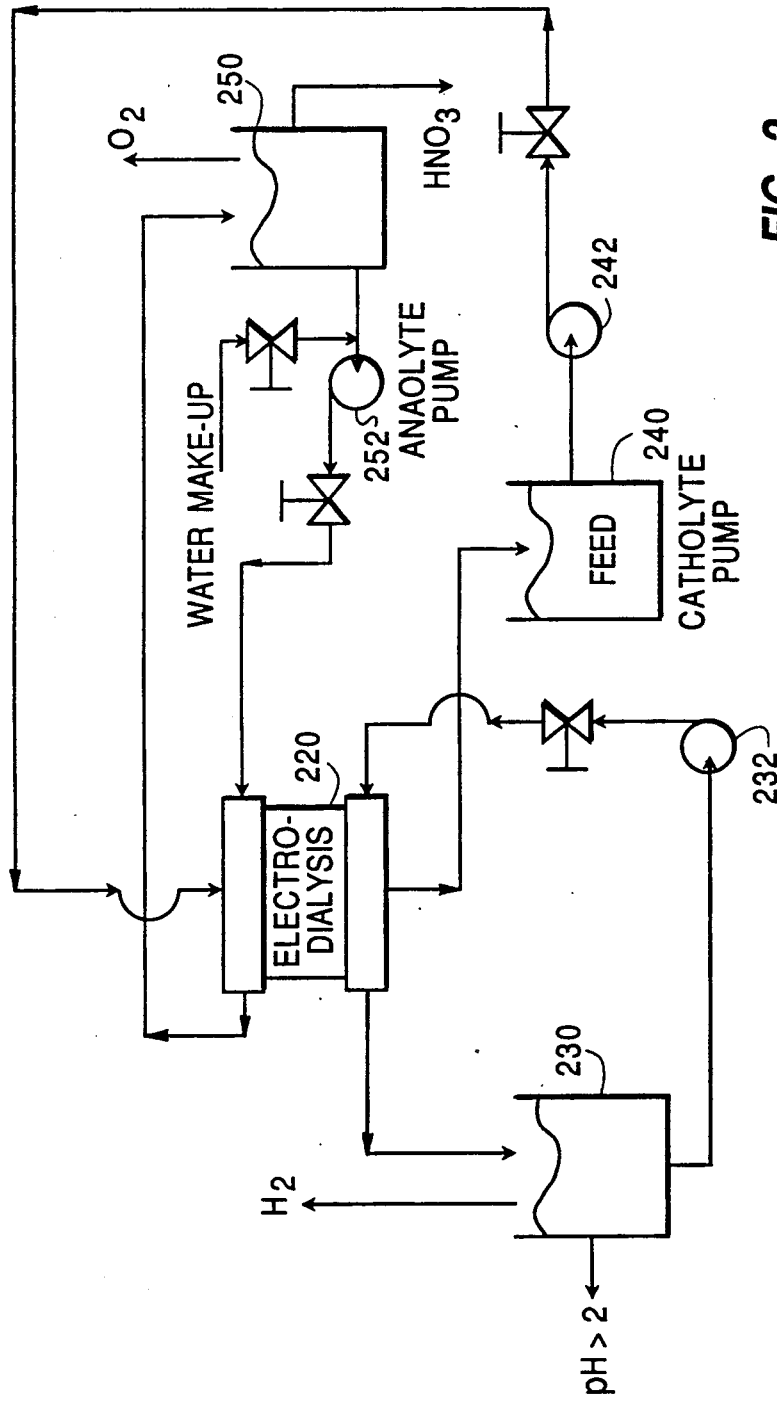 O2
250
HNO3
WATER MAKE-UP
252
ANAOLYTE
PUMP
242
FEED
240
CATHOLYTE
PUMP
220
ELECTRO-
DIALYSIS
232
H2
230
pH > 2
FIG.